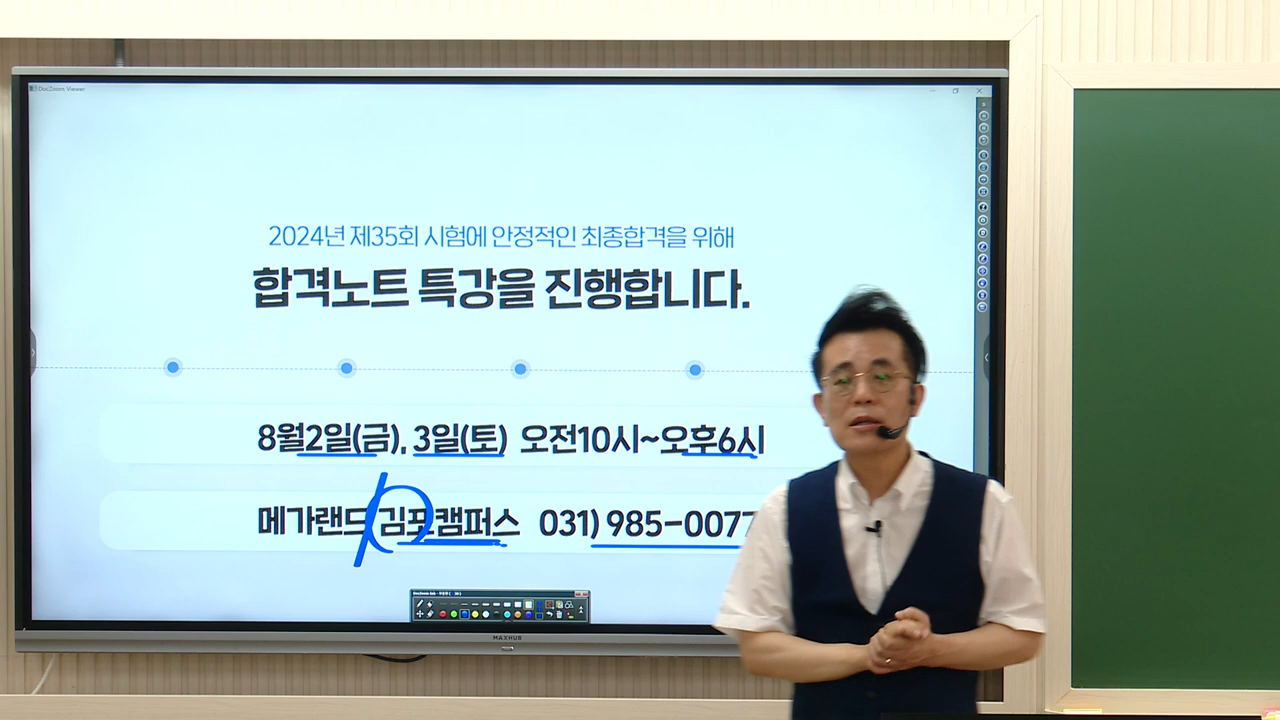 DocZoom Viewer
2024년 제35회 시험에 안정적인 최종합격을 위해
합격노트 특강을 진행합니다.
8월2일(금), 3일(토) 오전10시~오후6시
메가랜드 김포캠퍼스 031) 985-0077
MAXHUB